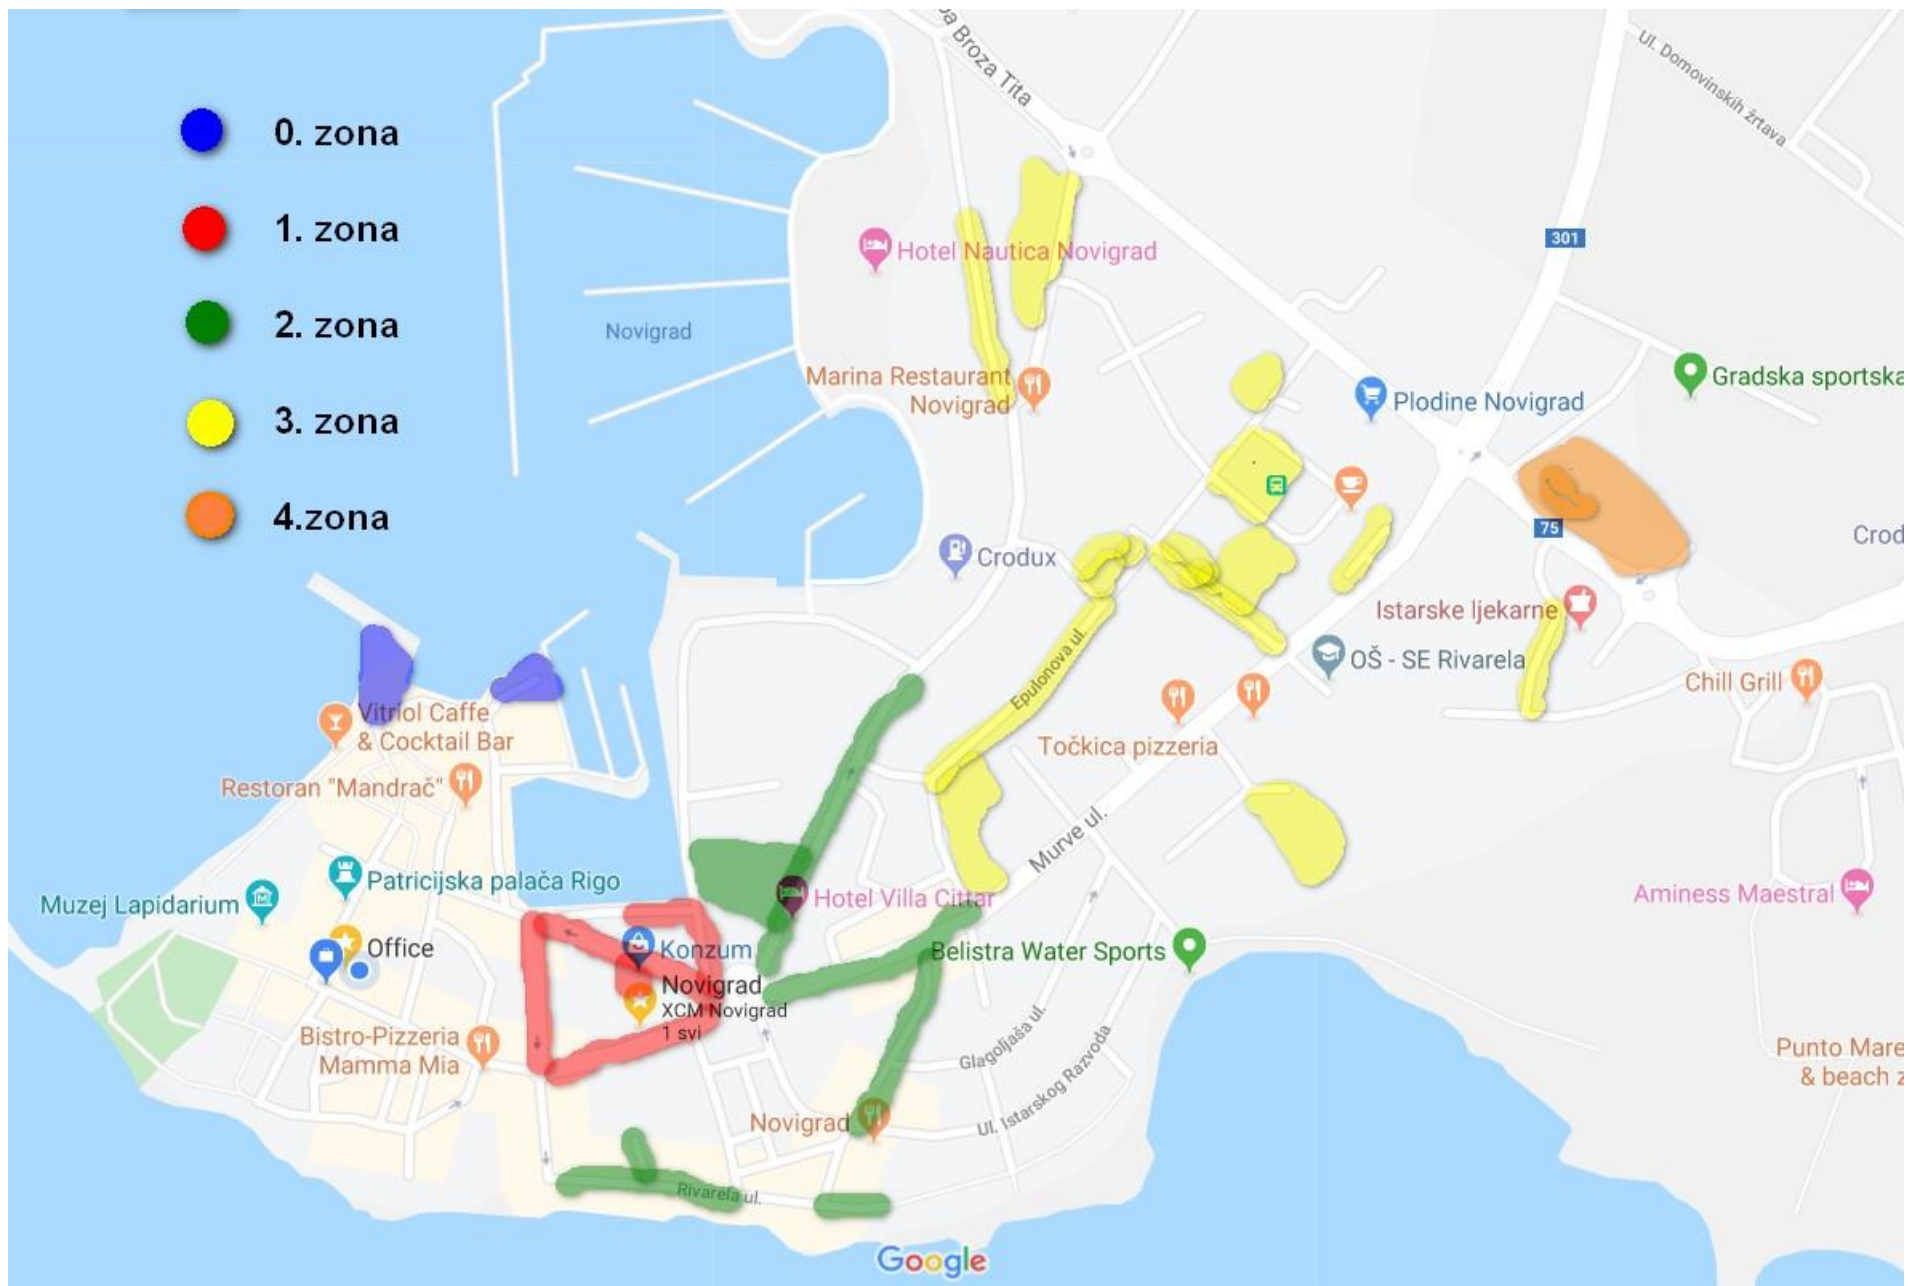 0. zona
1. zona
2. zona
3. zona
4.zona
Broza Tita
Ul. Domovinskih žrtava
301
Hotel Nautica Novigrad
Novigrad
Marina Restaurant
Novigrad
Plodine Novigrad
Gradska sportska
75
Crodux
Crod
Istarske ljekarne
OŠ - SE Rivarela
Chill Grill
Epulonova ul.
Točkica pizzeria
Vitriol Caffe
& Cocktail Bar
Restoran "Mandrač"
Murve ul.
Patricijska palača Rigo
Muzej Lapidarium
Hotel Villa Cittar
Aminess Maestral
Office
Konzum
Belistra Water Sports
Novigrad
XCM Novigrad
1 svi
Bistro-Pizzeria
Mamma Mia
Glagoljaša ul.
Ul. Istarskog Razvoda
Punto Mare
& beach
Novigrad
Rivarela ul.
Google